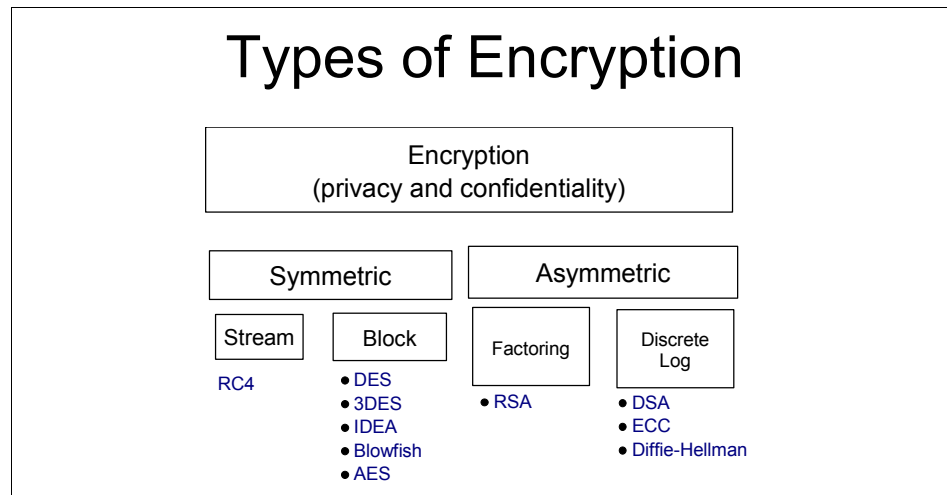 Types of Encryption
Encryption
(privacy and confidentiality)
Symmetric
Asymmetric
Stream
Block
Factoring
Discrete
Log
RC4
● DES
● 3DES
● IDEA
● Blowfish
● AES
● RSA
● DSA
● ECC
● Diffie-Hellman